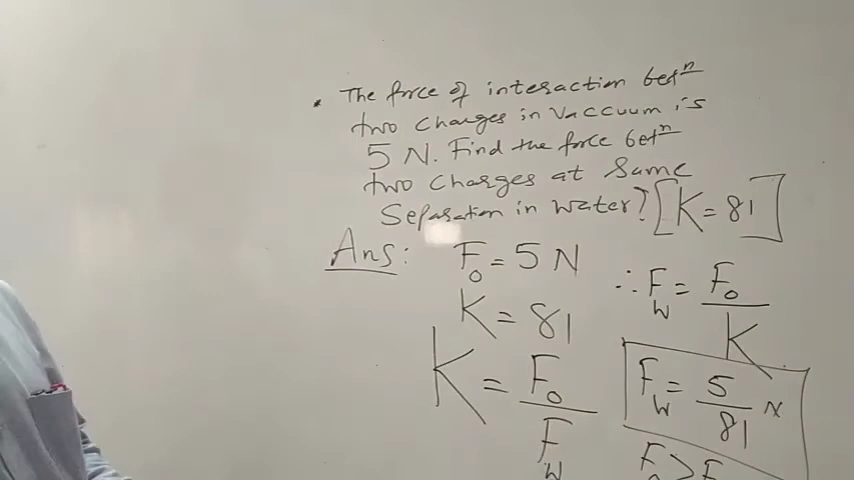 . The force of interaction betⁿ
two charges in vaccuum is
5 N. Find the force betⁿ
two charges at same
separation in water? [K = 81]
Ans: F₀ = 5 N
K = 81
K = F₀ / F_W
∴ F_W = F₀ / K
F_W = 5/81 N
F₀ > F